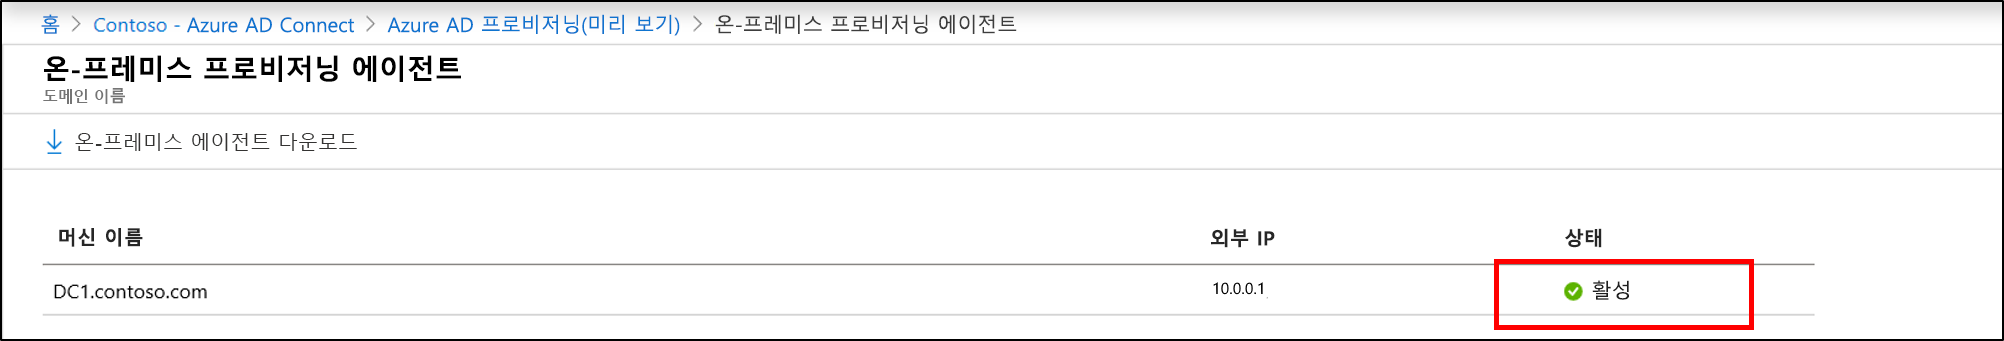 홈 > Contoso - Azure AD Connect > Azure AD 프로비저닝(미리 보기) > 온-프레미스 프로비저닝 에이전트
온-프레미스 프로비저닝 에이전트
도메인 이름
온-프레미스 에이전트 다운로드
머신 이름 외부 IP 상태
DC1.contoso.com 10.0.0.1 활성